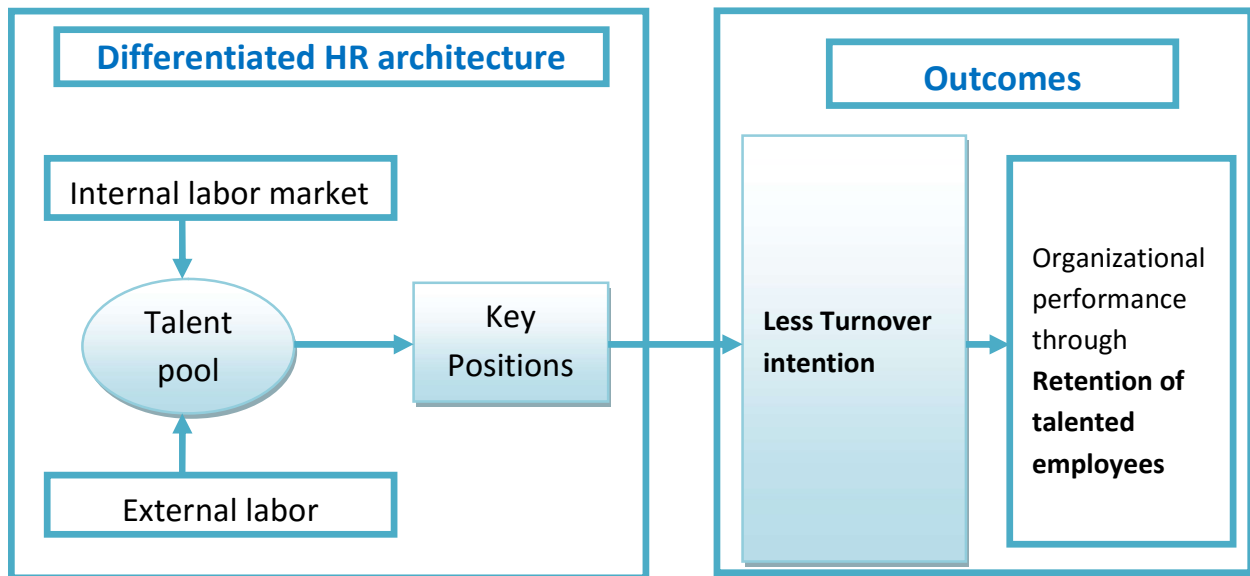 Differentiated HR architecture
Internal labor market
Talent
pool
External labor
Key
Positions
Outcomes
Less Turnover
intention
Organizational
performance
through
Retention of
talented
employees